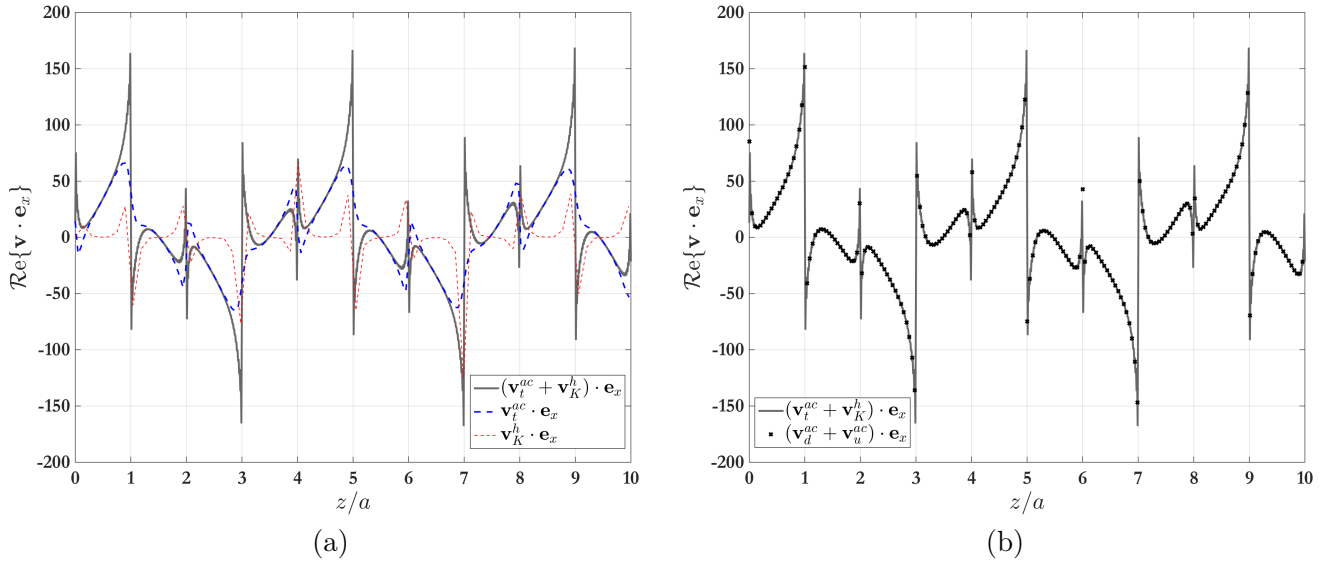 200
150
100
50
0
-50
-100
-150
-200
0 1 2 3 4 5 6 7 8 9 10
z/a
ℛe{v · e_x}
(v_t^{ac} + v_K^h) · e_x
v_t^{ac} · e_x
v_K^h · e_x
(a)
200
150
100
50
0
-50
-100
-150
-200
0 1 2 3 4 5 6 7 8 9 10
z/a
ℛe{v · e_x}
(v_t^{ac} + v_K^h) · e_x
(v_d^{ac} + v_u^{ac}) · e_x
(b)